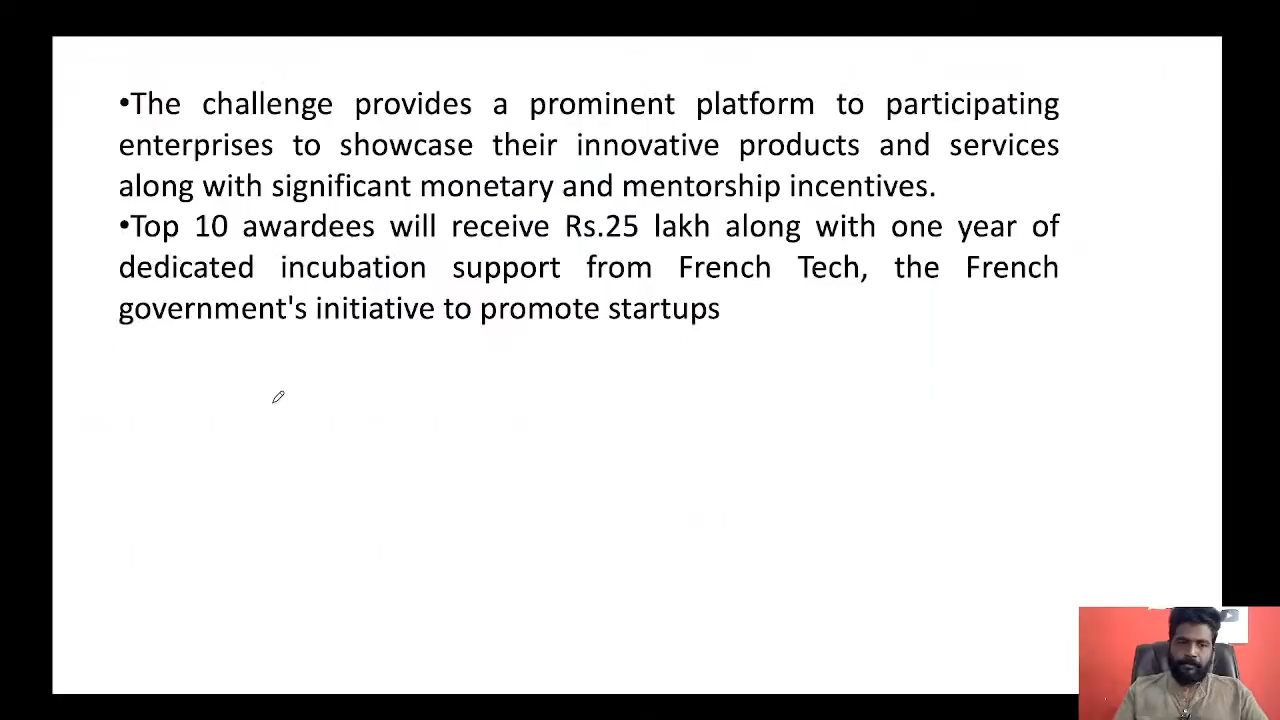 •The challenge provides a prominent platform to participating
enterprises to showcase their innovative products and services
along with significant monetary and mentorship incentives.
•Top 10 awardees will receive Rs.25 lakh along with one year of
dedicated incubation support from French Tech, the French
government's initiative to promote startups